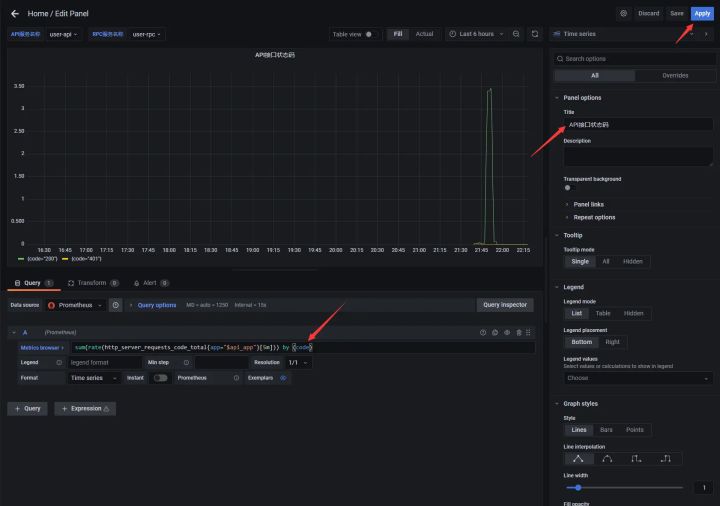 Home / Edit Panel
Discard Save Apply
API服务名称 user-api RPC服务名称 user-rpc
Table view Fill Actual Last 6 hours Time series
API接口状态码
Search options
All Overrides
3.50
3
2.50
2
1.50
1
0.500
0
16:30 16:45 17:00 17:15 17:30 17:45 18:00 18:15 18:30 18:45 19:00 19:15 19:30 19:45 20:00 20:15 20:30 20:45 21:00 21:15 21:30 21:45 22:00 22:15
{code="200"} {code="401"}
Panel options
Title
API接口状态码
Description
Transparent background
Panel links
Repeat options
Tooltip
Tooltip mode
Single All Hidden
Legend
Legend mode
List Table Hidden
Legend placement
Bottom Right
Legend values
Select values or calculations to show in legend
Choose
Graph styles
Style
Lines Bars Points
Line interpolation
Line width
1
Fill opacity
Query 1 Transform 0 Alert 0
Data source Prometheus Query options MD = auto = 1250 Interval = 15s Query Inspector
A (Prometheus)
Metrics browser sum(rate(http_server_requests_code_total{app="$api_app"}[5m])) by (code)
Legend legend format Min step Resolution 1/1
Format Time series Instant Prometheus Exemplars
+ Query + Expression